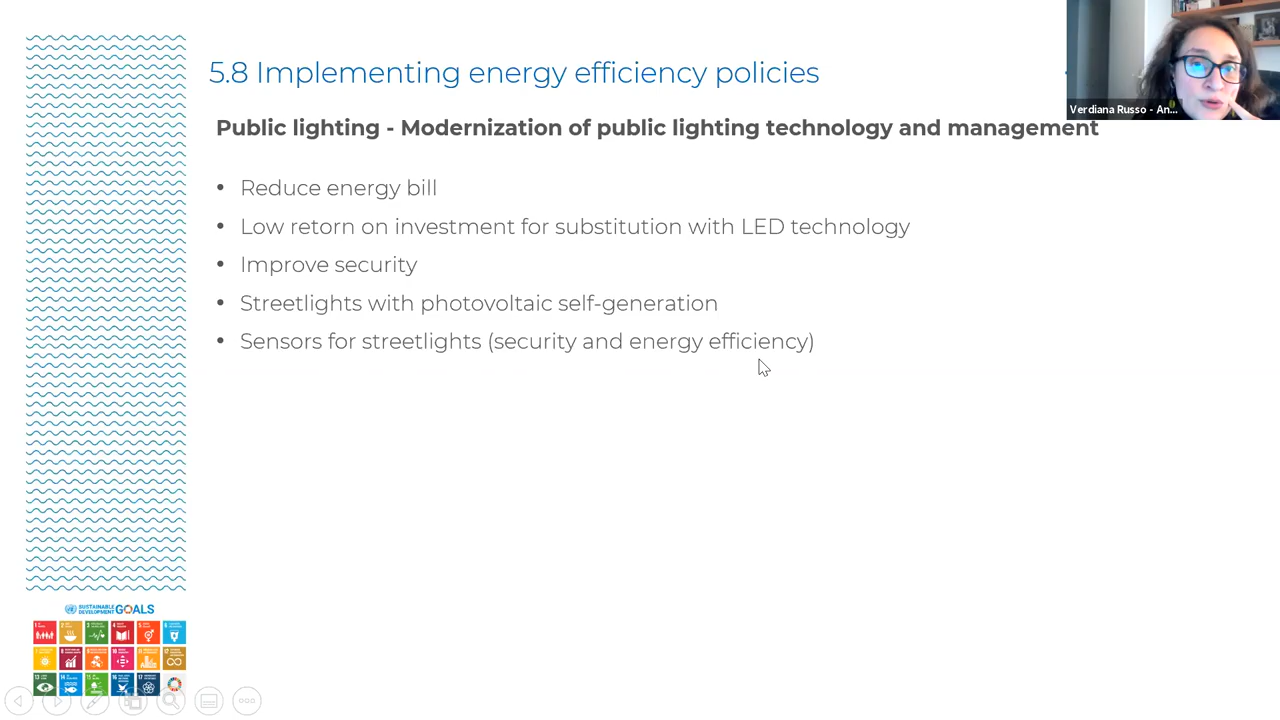 5.8 Implementing energy efficiency policies
Verdiana Russo - An...
Public lighting - Modernization of public lighting technology and management
• Reduce energy bill
• Low retorn on investment for substitution with LED technology
• Improve security
• Streetlights with photovoltaic self-generation
• Sensors for streetlights (security and energy efficiency)
SUSTAINABLE DEVELOPMENT GOALS